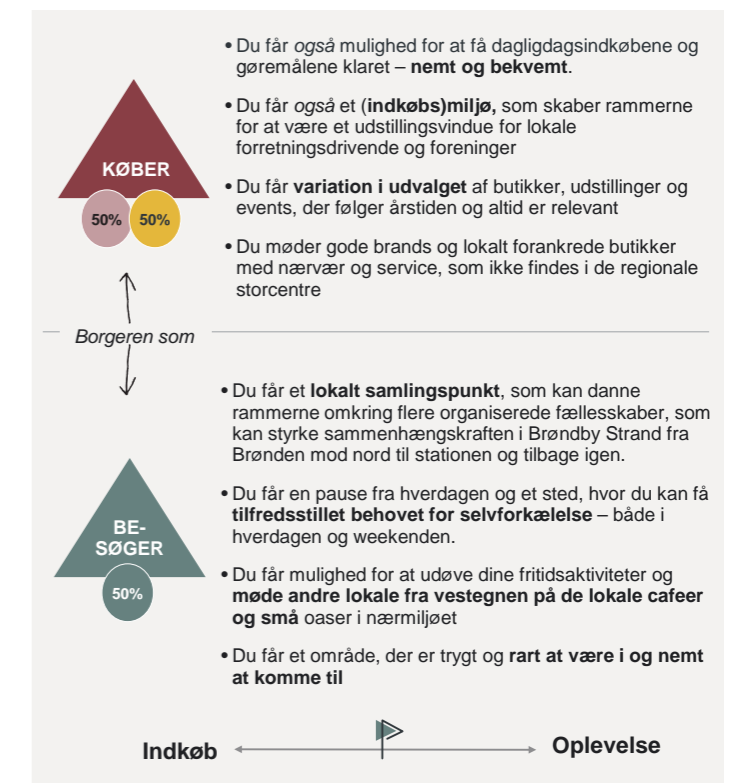 • Du får også mulighed for at få dagligdagsindkøbene og
gøremålene klaret – nemt og bekvemt.
• Du får også et (indkøbs)miljø, som skaber rammerne
for at være et udstillingsvindue for lokale
forretningsdrivende og foreninger
• Du får variation i udvalget af butikker, udstillinger og
events, der følger årstiden og altid er relevant
• Du møder gode brands og lokalt forankrede butikker
med nærvær og service, som ikke findes i de regionale
storcentre
KØBER
50% 50%
Borgeren som
• Du får et lokalt samlingspunkt, som kan danne
rammerne omkring flere organiserede fællesskaber, som
kan styrke sammenhængskraften i Brøndby Strand fra
Brønden mod nord til stationen og tilbage igen.
• Du får en pause fra hverdagen og et sted, hvor du kan få
tilfredsstillet behovet for selvforkælelse – både i
hverdagen og weekenden.
• Du får mulighed for at udøve dine fritidsaktiviteter og
møde andre lokale fra vestegnen på de lokale cafeer
og små oaser i nærmiljøet
• Du får et område, der er trygt og rart at være i og nemt
at komme til
BE-
SØGER
50%
Indkøb Oplevelse